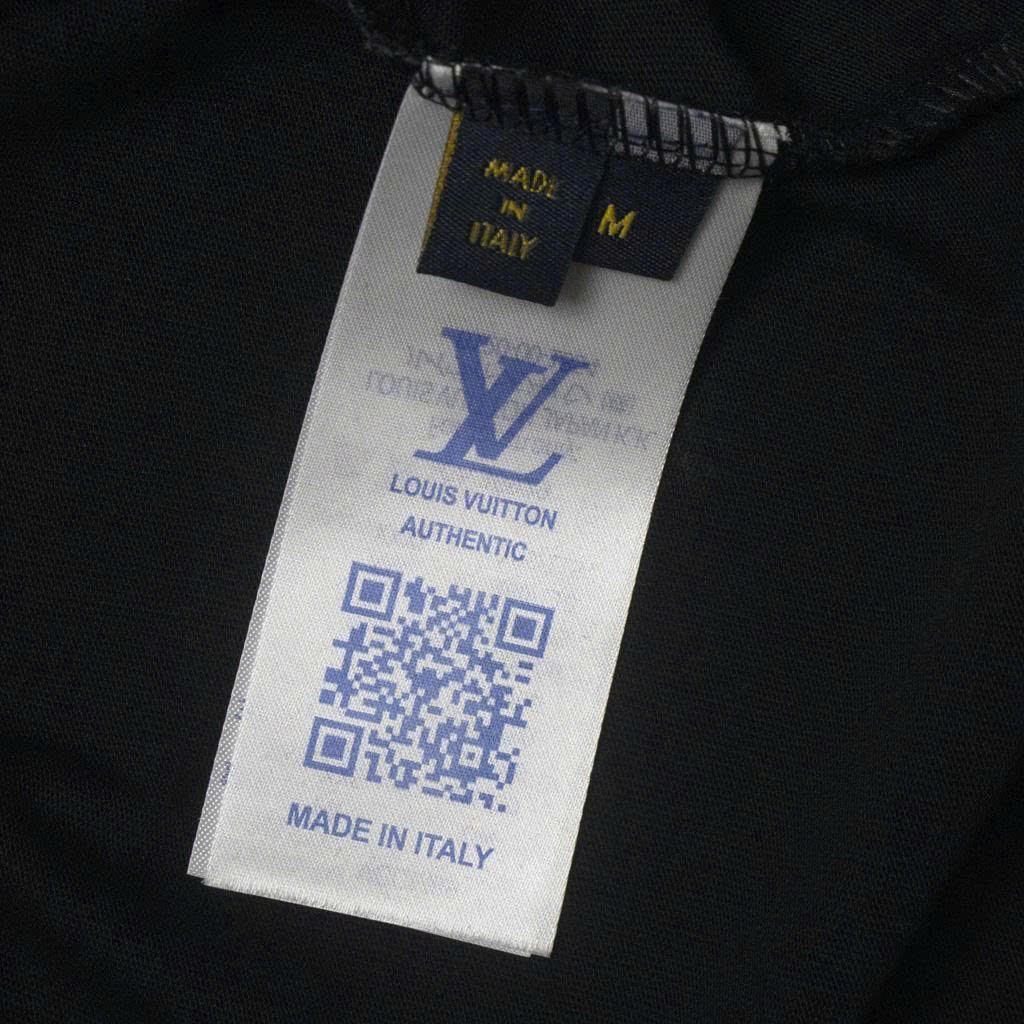 MADE
IN
ITALY
M
LV
LOUIS VUITTON
AUTHENTIC
MADE IN ITALY